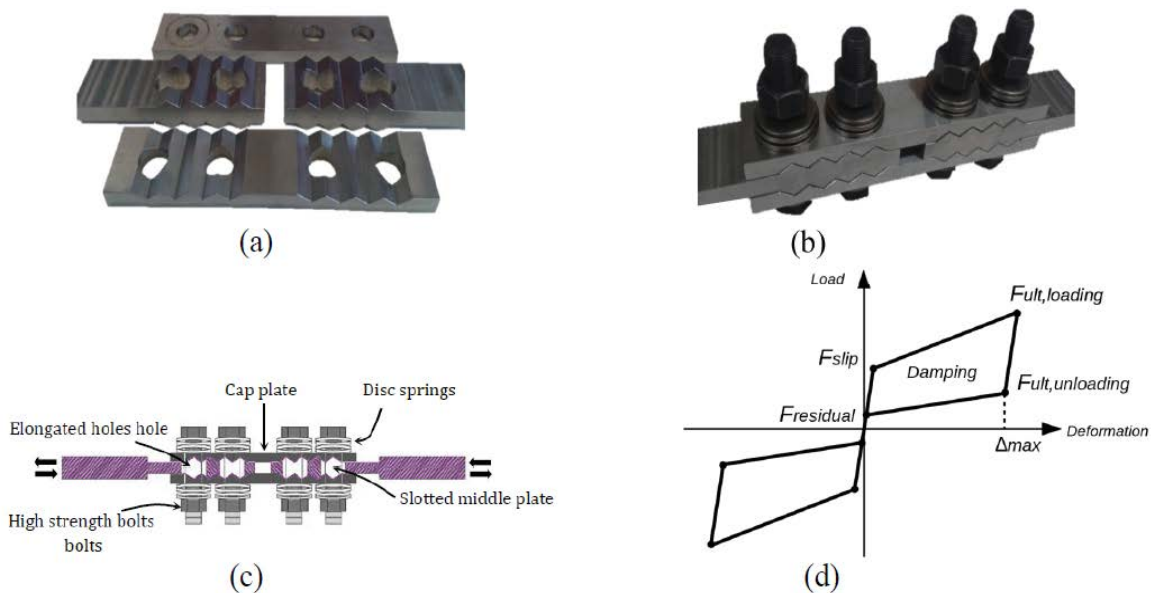 (a)
(b)
Load
Fult,loading
Fslip
Damping
Fult,unloading
Fresidual
Δmax
Deformation
Cap plate
Disc springs
Elongated holes hole
Slotted middle plate
High strength bolts
bolts
(c)
(d)